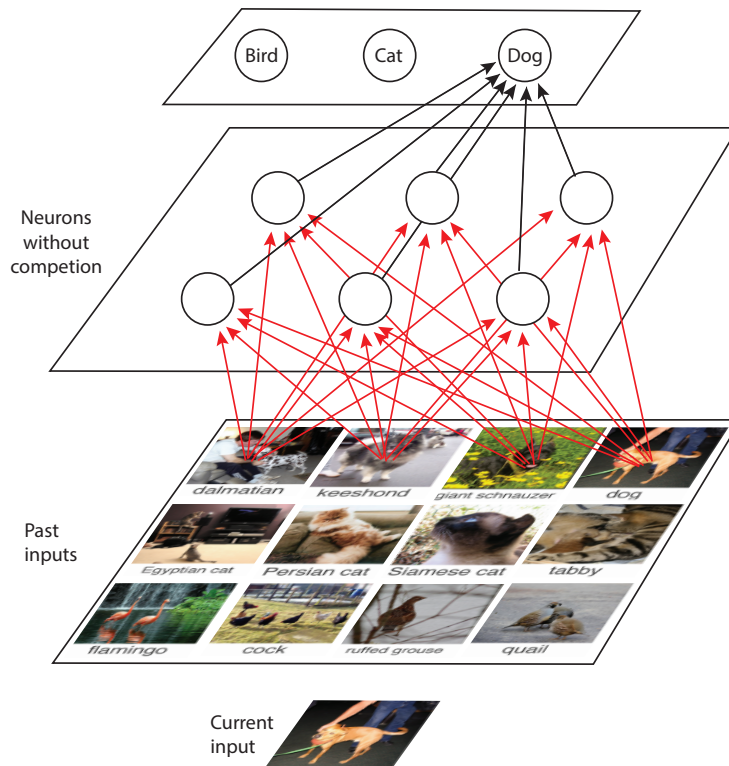 Bird Cat Dog
Neurons
without
competion
dalmatian keeshond giant schnauzer dog
Past
inputs
Egyptian cat Persian cat Siamese cat tabby
flamingo cock ruffed grouse quail
Current
input